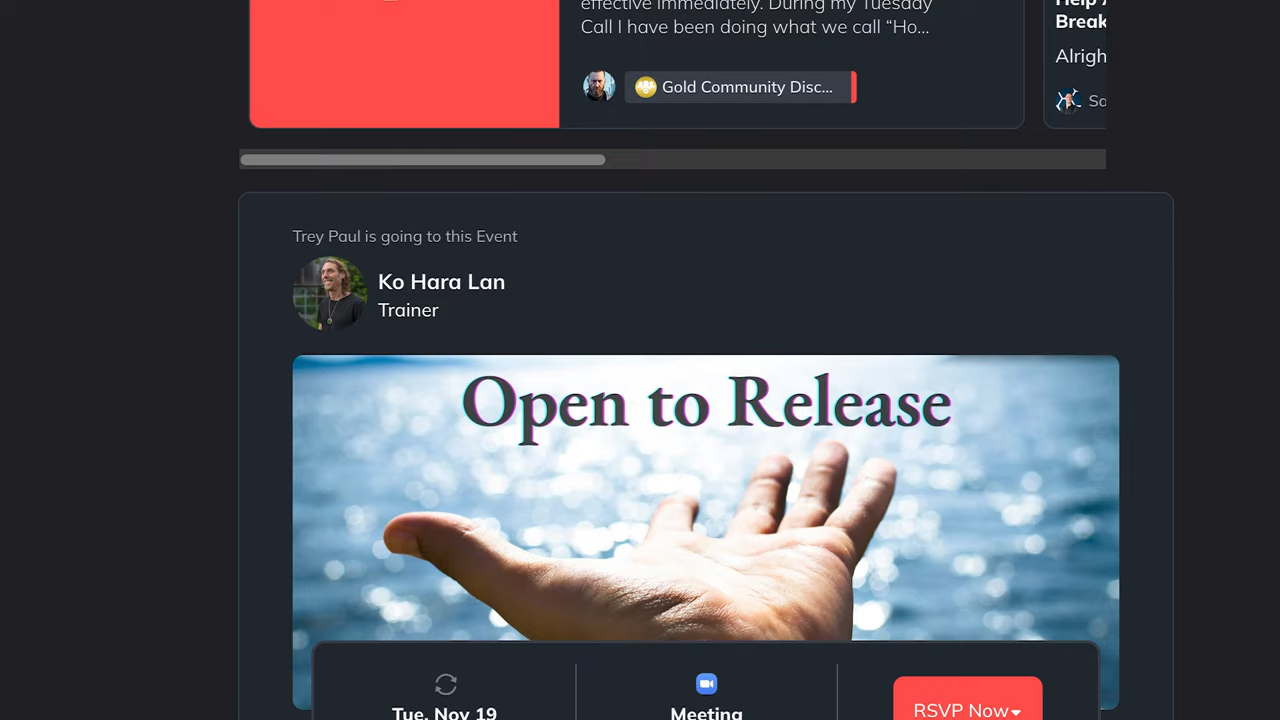 effective immediately. During my Tuesday
Call I have been doing what we call “Ho...
Gold Community Disc...
Help
Break
Alrigh
Sa
Trey Paul is going to this Event
Ko Hara Lan
Trainer
Open to Release
Tue, Nov 19
Meeting
RSVP Now